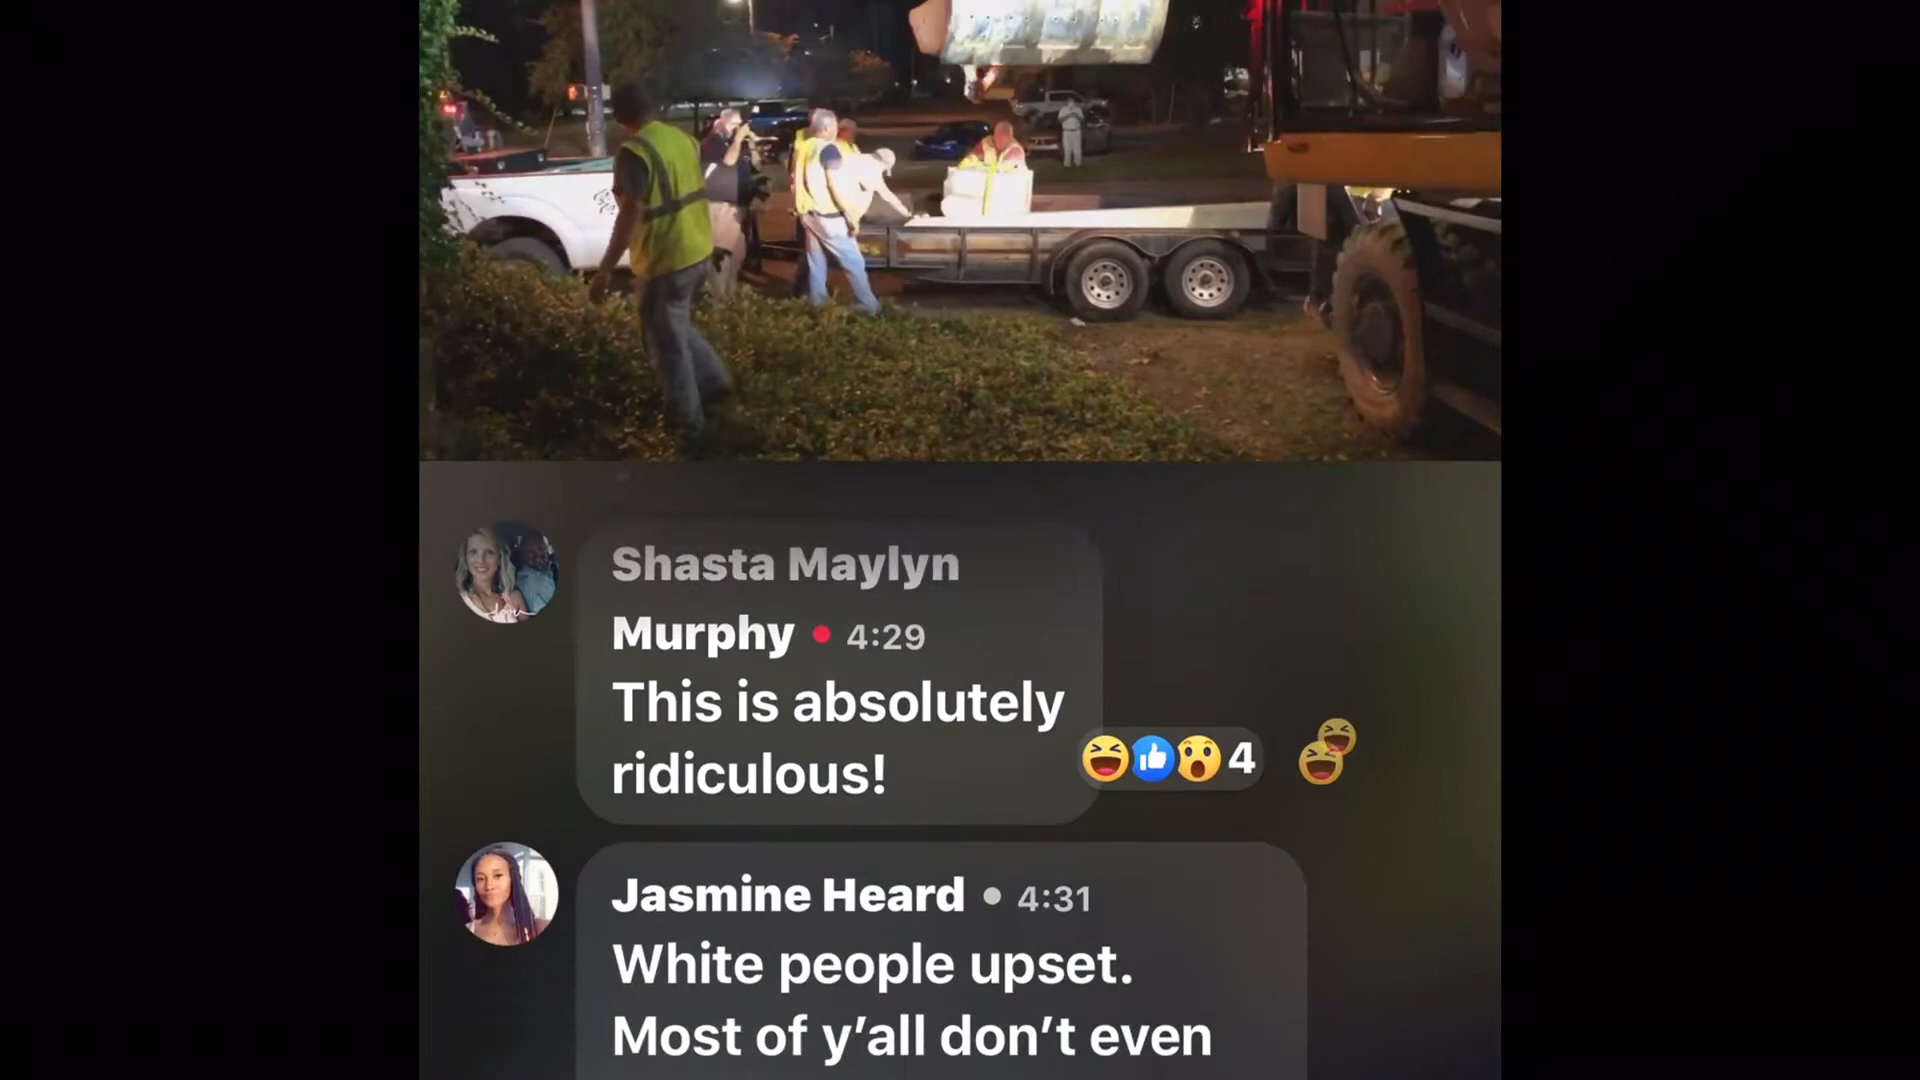 Shasta Maylyn
Murphy • 4:29
This is absolutely
ridiculous!
4
Jasmine Heard • 4:31
White people upset.
Most of y’all don’t even